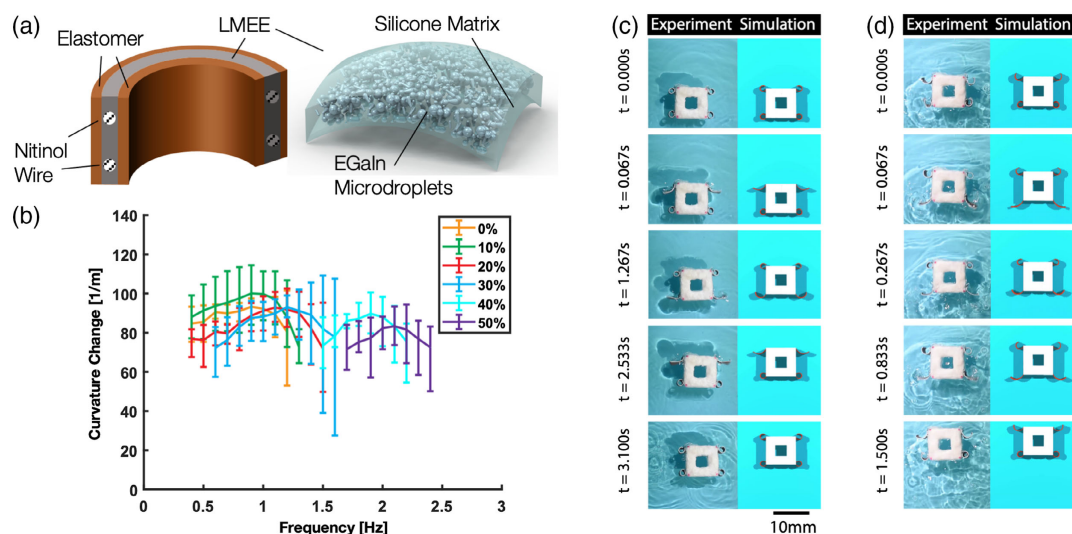 (a)
Elastomer
LMEE
Silicone Matrix
Nitinol
Wire
EGaIn
Microdroplets
(b)
140
120
100
80
60
40
20
0
Curvature Change [1/m]
0%
10%
20%
30%
40%
50%
0
0.5
1
1.5
2
2.5
3
Frequency [Hz]
(c)
Experiment Simulation
t = 0.000s
t = 0.067s
t = 1.267s
t = 2.533s
t = 3.100s
10mm
(d)
Experiment Simulation
t = 0.000s
t = 0.067s
t = 0.267s
t = 0.833s
t = 1.500s